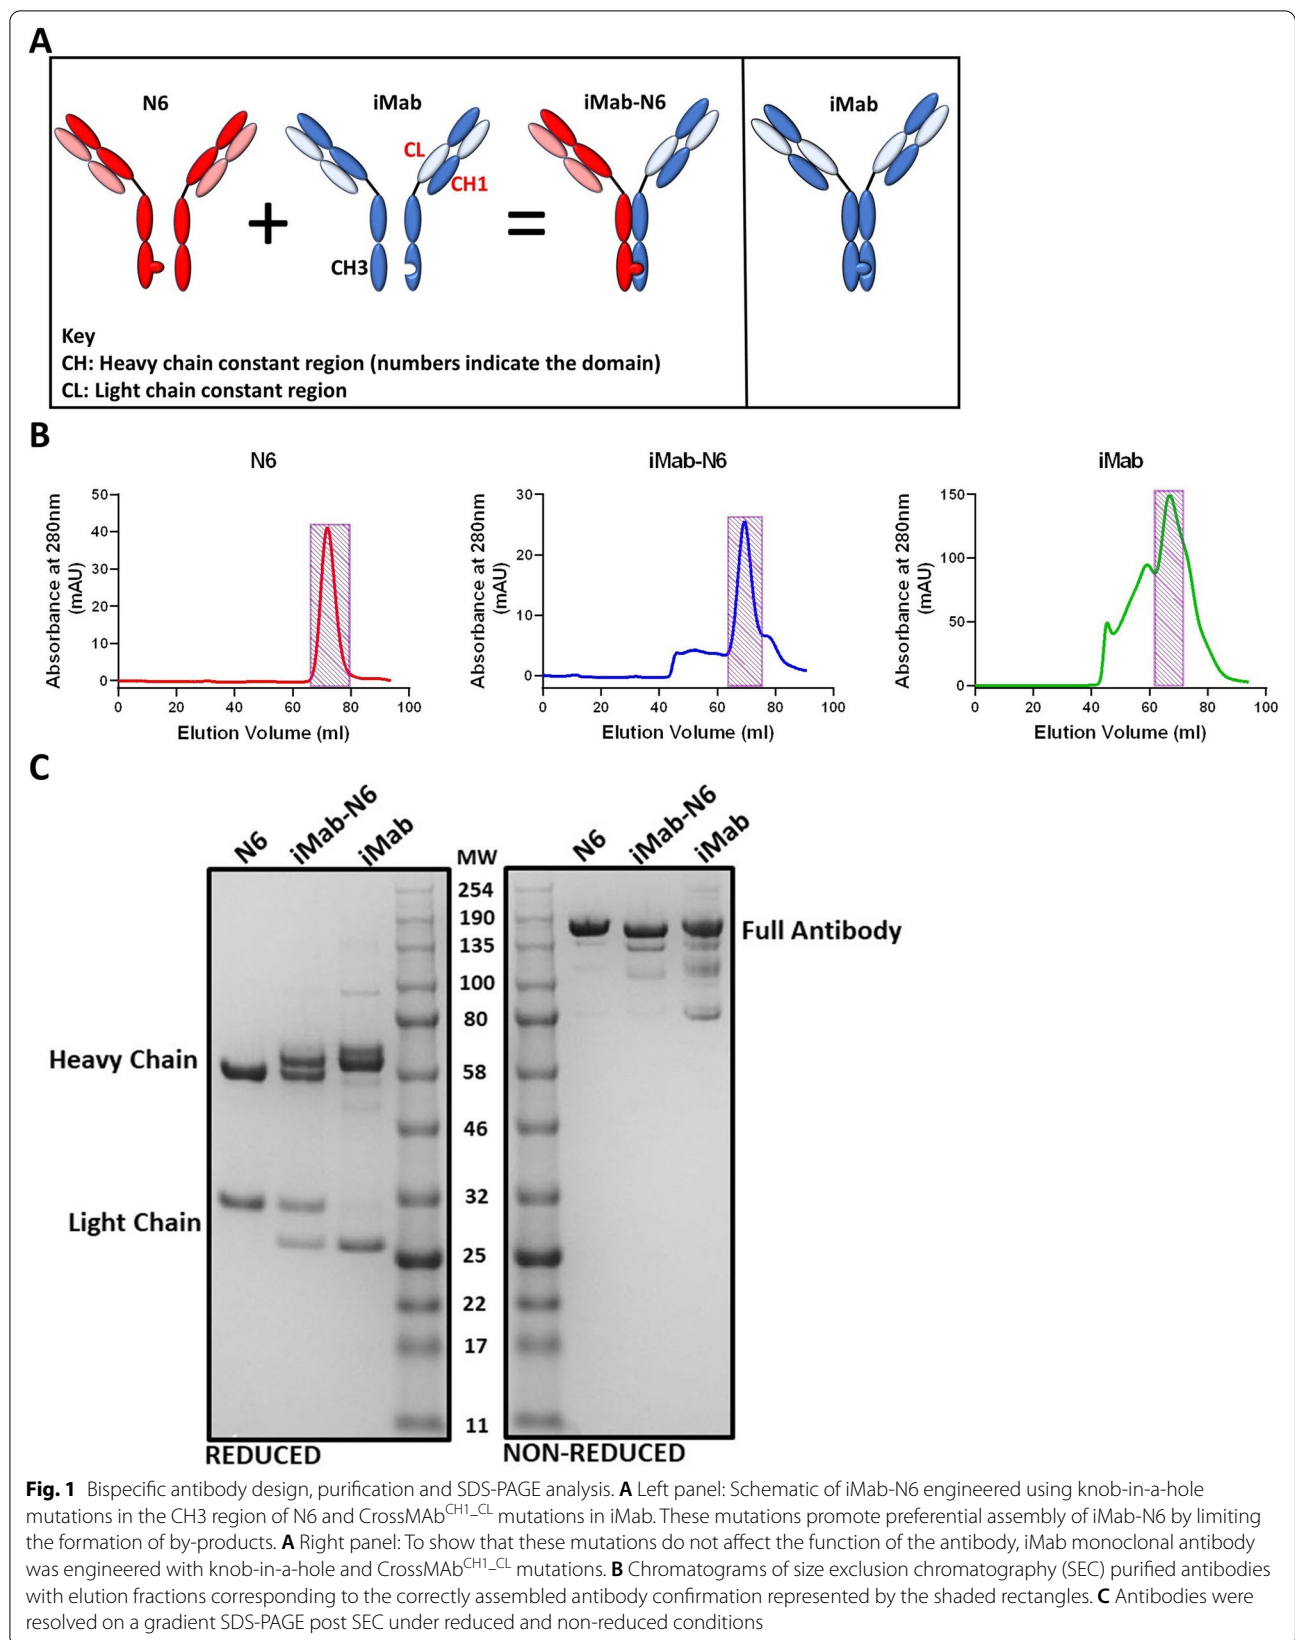 A
N6
iMab
iMab-N6
iMab
CL
CH1
+
=
CH3
Key
CH: Heavy chain constant region (numbers indicate the domain)
CL: Light chain constant region
B
N6
Absorbance at 280nm
(mAU)
50
40
30
20
10
0
0 20 40 60 80 100
Elution Volume (ml)
iMab-N6
Absorbance at 280nm
(mAU)
30
20
10
0
0 20 40 60 80 100
Elution Volume (ml)
iMab
Absorbance at 280nm
(mAU)
150
100
50
0
0 20 40 60 80 100
Elution Volume (ml)
C
N6
iMab-N6
iMab
MW
N6
iMab-N6
iMab
254
190
135
100
80
58
46
32
25
22
17
11
Heavy Chain
Light Chain
Full Antibody
REDUCED
NON-REDUCED
Fig. 1 Bispecific antibody design, purification and SDS-PAGE analysis. A Left panel: Schematic of iMab-N6 engineered using knob-in-a-hole
mutations in the CH3 region of N6 and CrossMAbCH1_CL mutations in iMab. These mutations promote preferential assembly of iMab-N6 by limiting
the formation of by-products. A Right panel: To show that these mutations do not affect the function of the antibody, iMab monoclonal antibody
was engineered with knob-in-a-hole and CrossMAbCH1_CL mutations. B Chromatograms of size exclusion chromatography (SEC) purified antibodies
with elution fractions corresponding to the correctly assembled antibody confirmation represented by the shaded rectangles. C Antibodies were
resolved on a gradient SDS-PAGE post SEC under reduced and non-reduced conditions